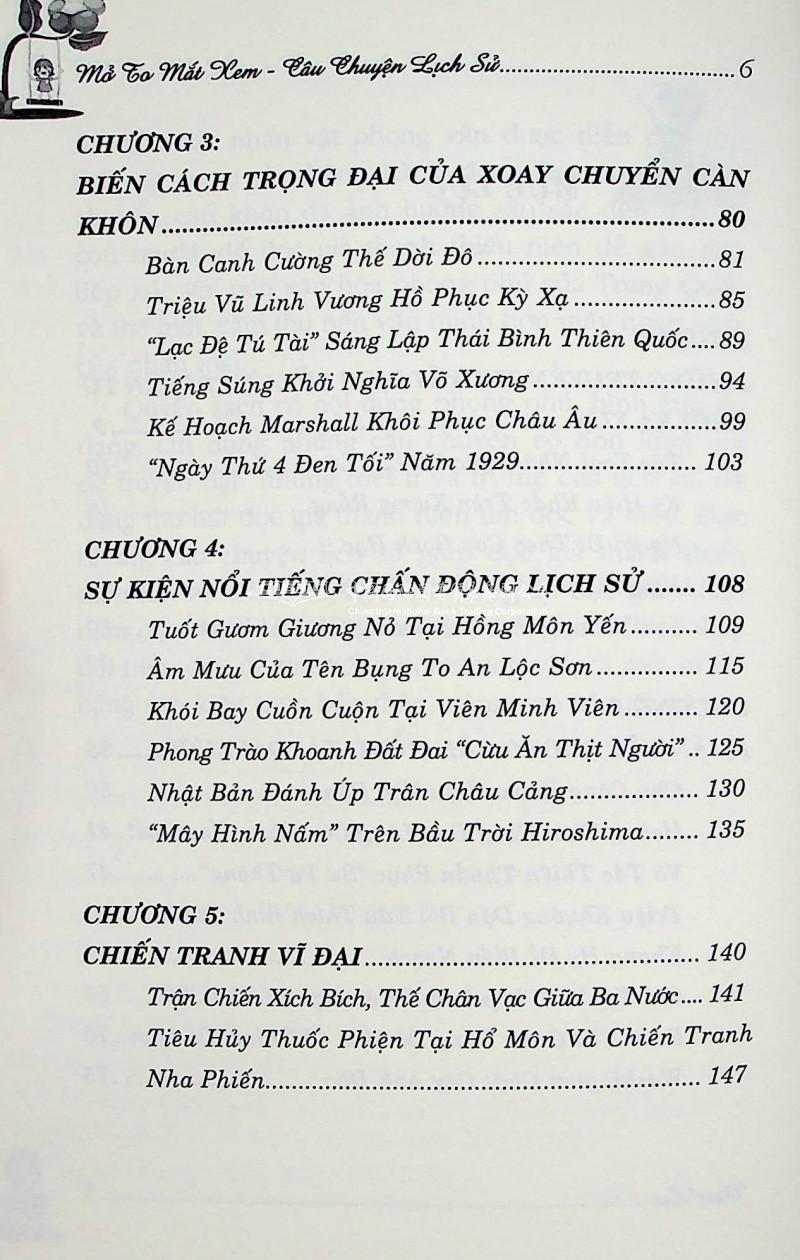 Mở To Mắt Xem - Câu Chuyện Lịch Sử........................................6
CHƯƠNG 3:
BIẾN CÁCH TRỌNG ĐẠI CỦA XOAY CHUYỂN CÀN
KHÔN......................................................................80
Bàn Canh Cường Thế Dời Đô..............................81
Triệu Vũ Linh Vương Hồ Phục Kỳ Xạ..................85
“Lạc Đệ Tú Tài” Sáng Lập Thái Bình Thiên Quốc....89
Tiếng Súng Khởi Nghĩa Võ Xương.......................94
Kế Hoạch Marshall Khôi Phục Châu Âu..............99
“Ngày Thứ 4 Đen Tối” Năm 1929...................... 103
CHƯƠNG 4:
SỰ KIỆN NỔI TIẾNG CHẤN ĐỘNG LỊCH SỬ....... 108
China International Book Trading Corporation
Tuốt Gươm Giương Nỏ Tại Hồng Môn Yến.......... 109
Âm Mưu Của Tên Bụng To An Lộc Sơn............... 115
Khói Bay Cuồn Cuộn Tại Viên Minh Viên........... 120
Phong Trào Khoanh Đất Đai “Cừu Ăn Thịt Người”.. 125
Nhật Bản Đánh Úp Trân Châu Cảng................... 130
“Mây Hình Nấm” Trên Bầu Trời Hiroshima........ 135
CHƯƠNG 5:
CHIẾN TRANH VĨ ĐẠI................................................. 140
Trận Chiến Xích Bích, Thế Chân Vạc Giữa Ba Nước.... 141
Tiêu Hủy Thuốc Phiện Tại Hổ Môn Và Chiến Tranh
Nha Phiến................................................................ 147